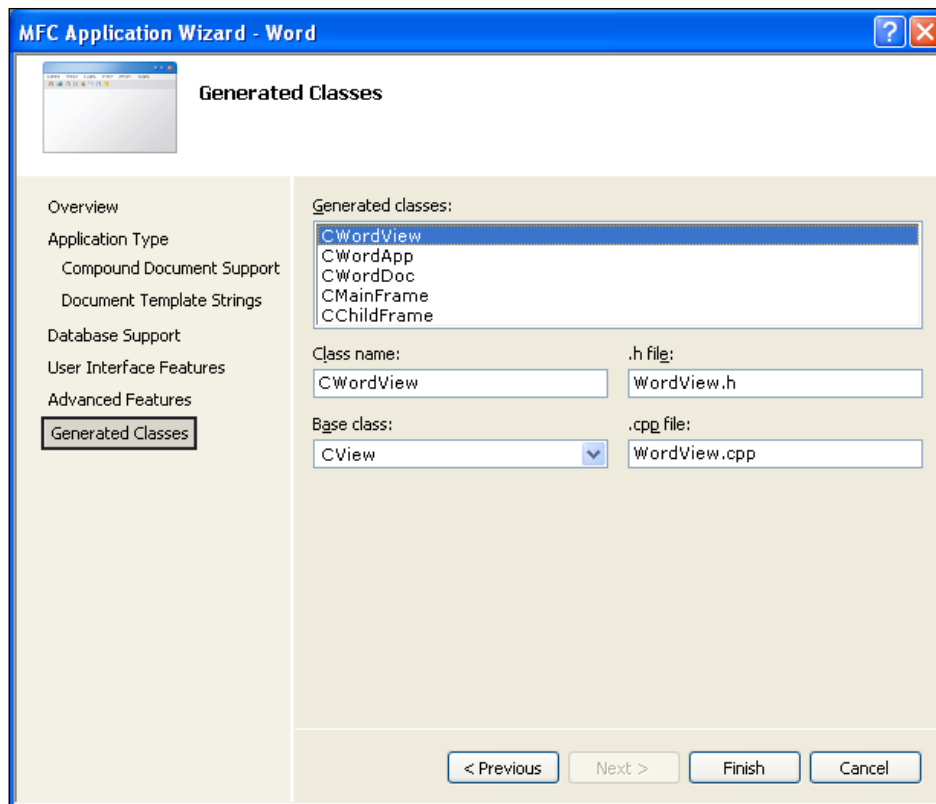 MFC Application Wizard - Word
Generated Classes
Overview
Application Type
Compound Document Support
Document Template Strings
Database Support
User Interface Features
Advanced Features
Generated Classes
Generated classes:
CWordView
CWordApp
CWordDoc
CMainFrame
CChildFrame
Class name:
.h file:
CWordView
WordView.h
Base class:
.cpp file:
CView
WordView.cpp
< Previous
Next >
Finish
Cancel